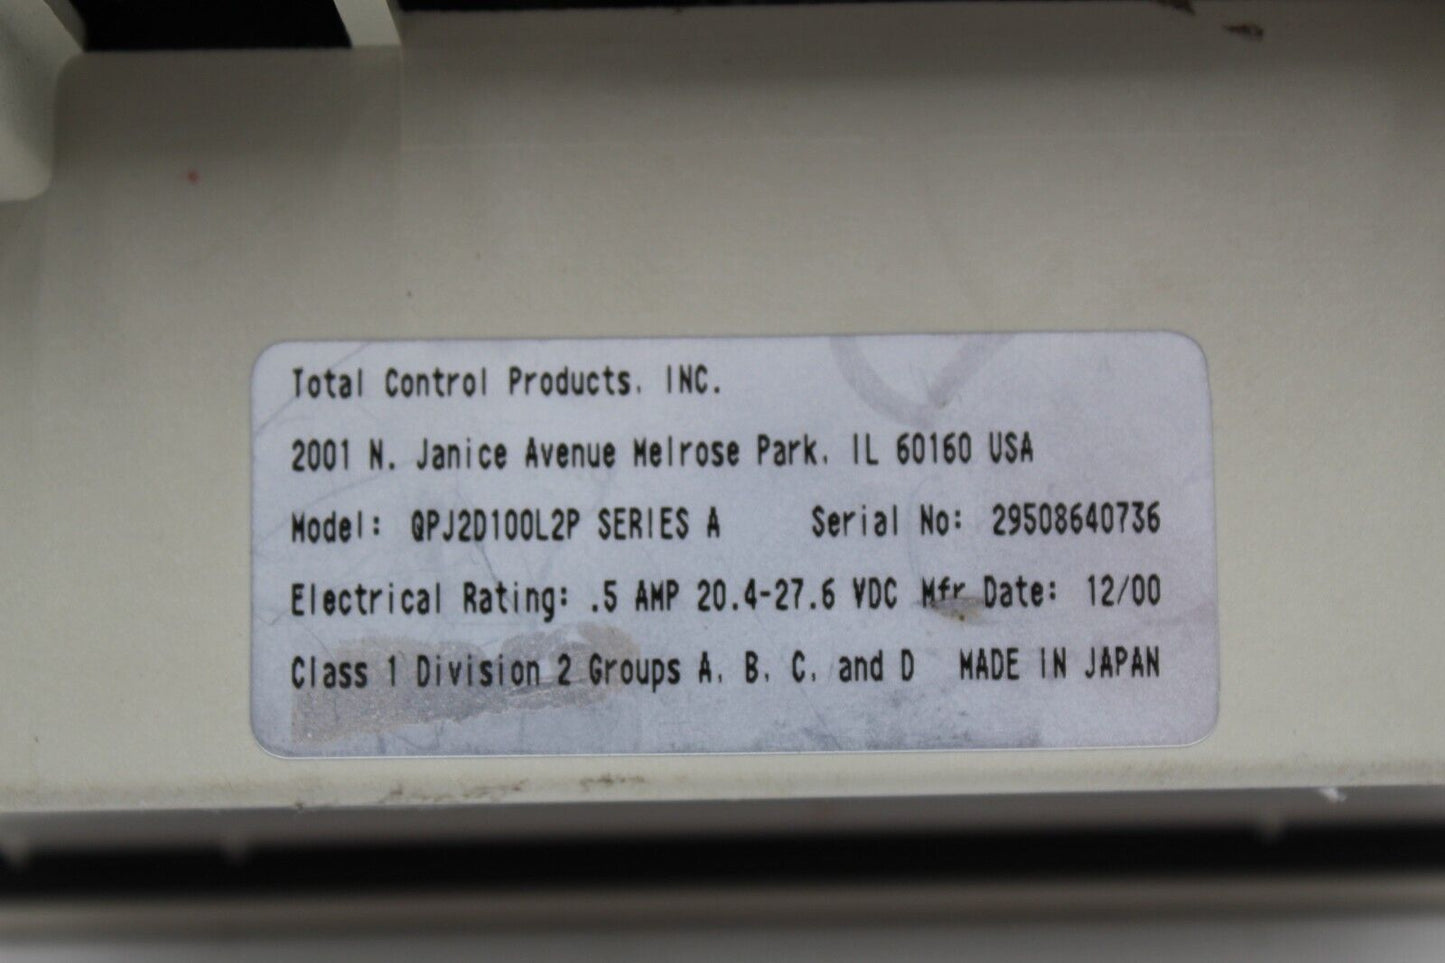 Total Control Products, INC.
2001 N. Janice Avenue Melrose Park, IL 60160 USA
Model: QPJ2D100L2P SERIES A Serial No: 29508640736
Electrical Rating: .5 AMP 20.4-27.6 VDC Mfr Date: 12/00
Class 1 Division 2 Groups A, B, C, and D MADE IN JAPAN